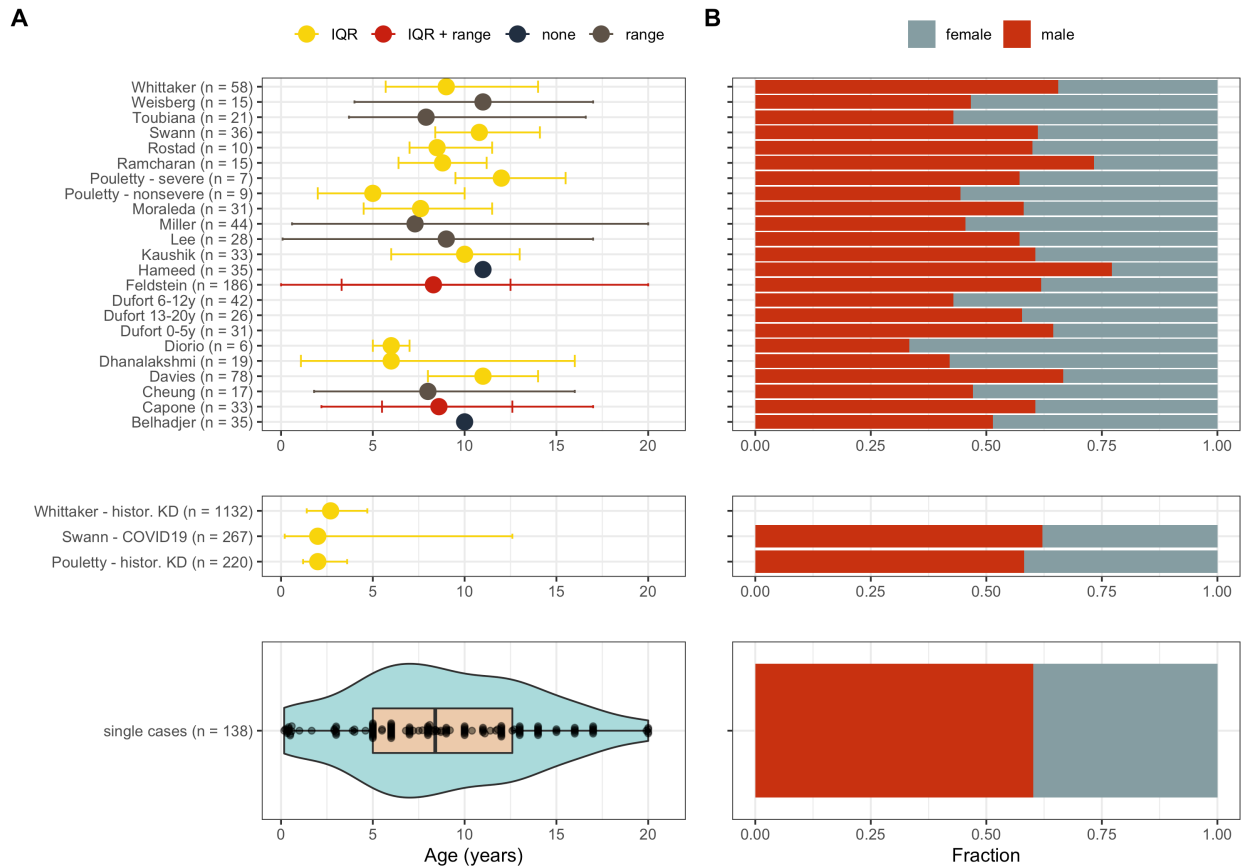 A
IQR
IQR + range
none
range
B
female
male
Whittaker (n = 58)
Weisberg (n = 15)
Toubiana (n = 21)
Swann (n = 36)
Rostad (n = 10)
Ramcharan (n = 15)
Pouletty - severe (n = 7)
Pouletty - nonsevere (n = 9)
Moraleda (n = 31)
Miller (n = 44)
Lee (n = 28)
Kaushik (n = 33)
Hameed (n = 35)
Feldstein (n = 186)
Dufort 6-12y (n = 42)
Dufort 13-20y (n = 26)
Dufort 0-5y (n = 31)
Diorio (n = 6)
Dhanalakshmi (n = 19)
Davies (n = 78)
Cheung (n = 17)
Capone (n = 33)
Belhadjer (n = 35)
0 5 10 15 20
0.00 0.25 0.50 0.75 1.00
Whittaker - histor. KD (n = 1132)
Swann - COVID19 (n = 267)
Pouletty - histor. KD (n = 220)
0 5 10 15 20
0.00 0.25 0.50 0.75 1.00
single cases (n = 138)
0 5 10 15 20
0.00 0.25 0.50 0.75 1.00
Age (years)
Fraction